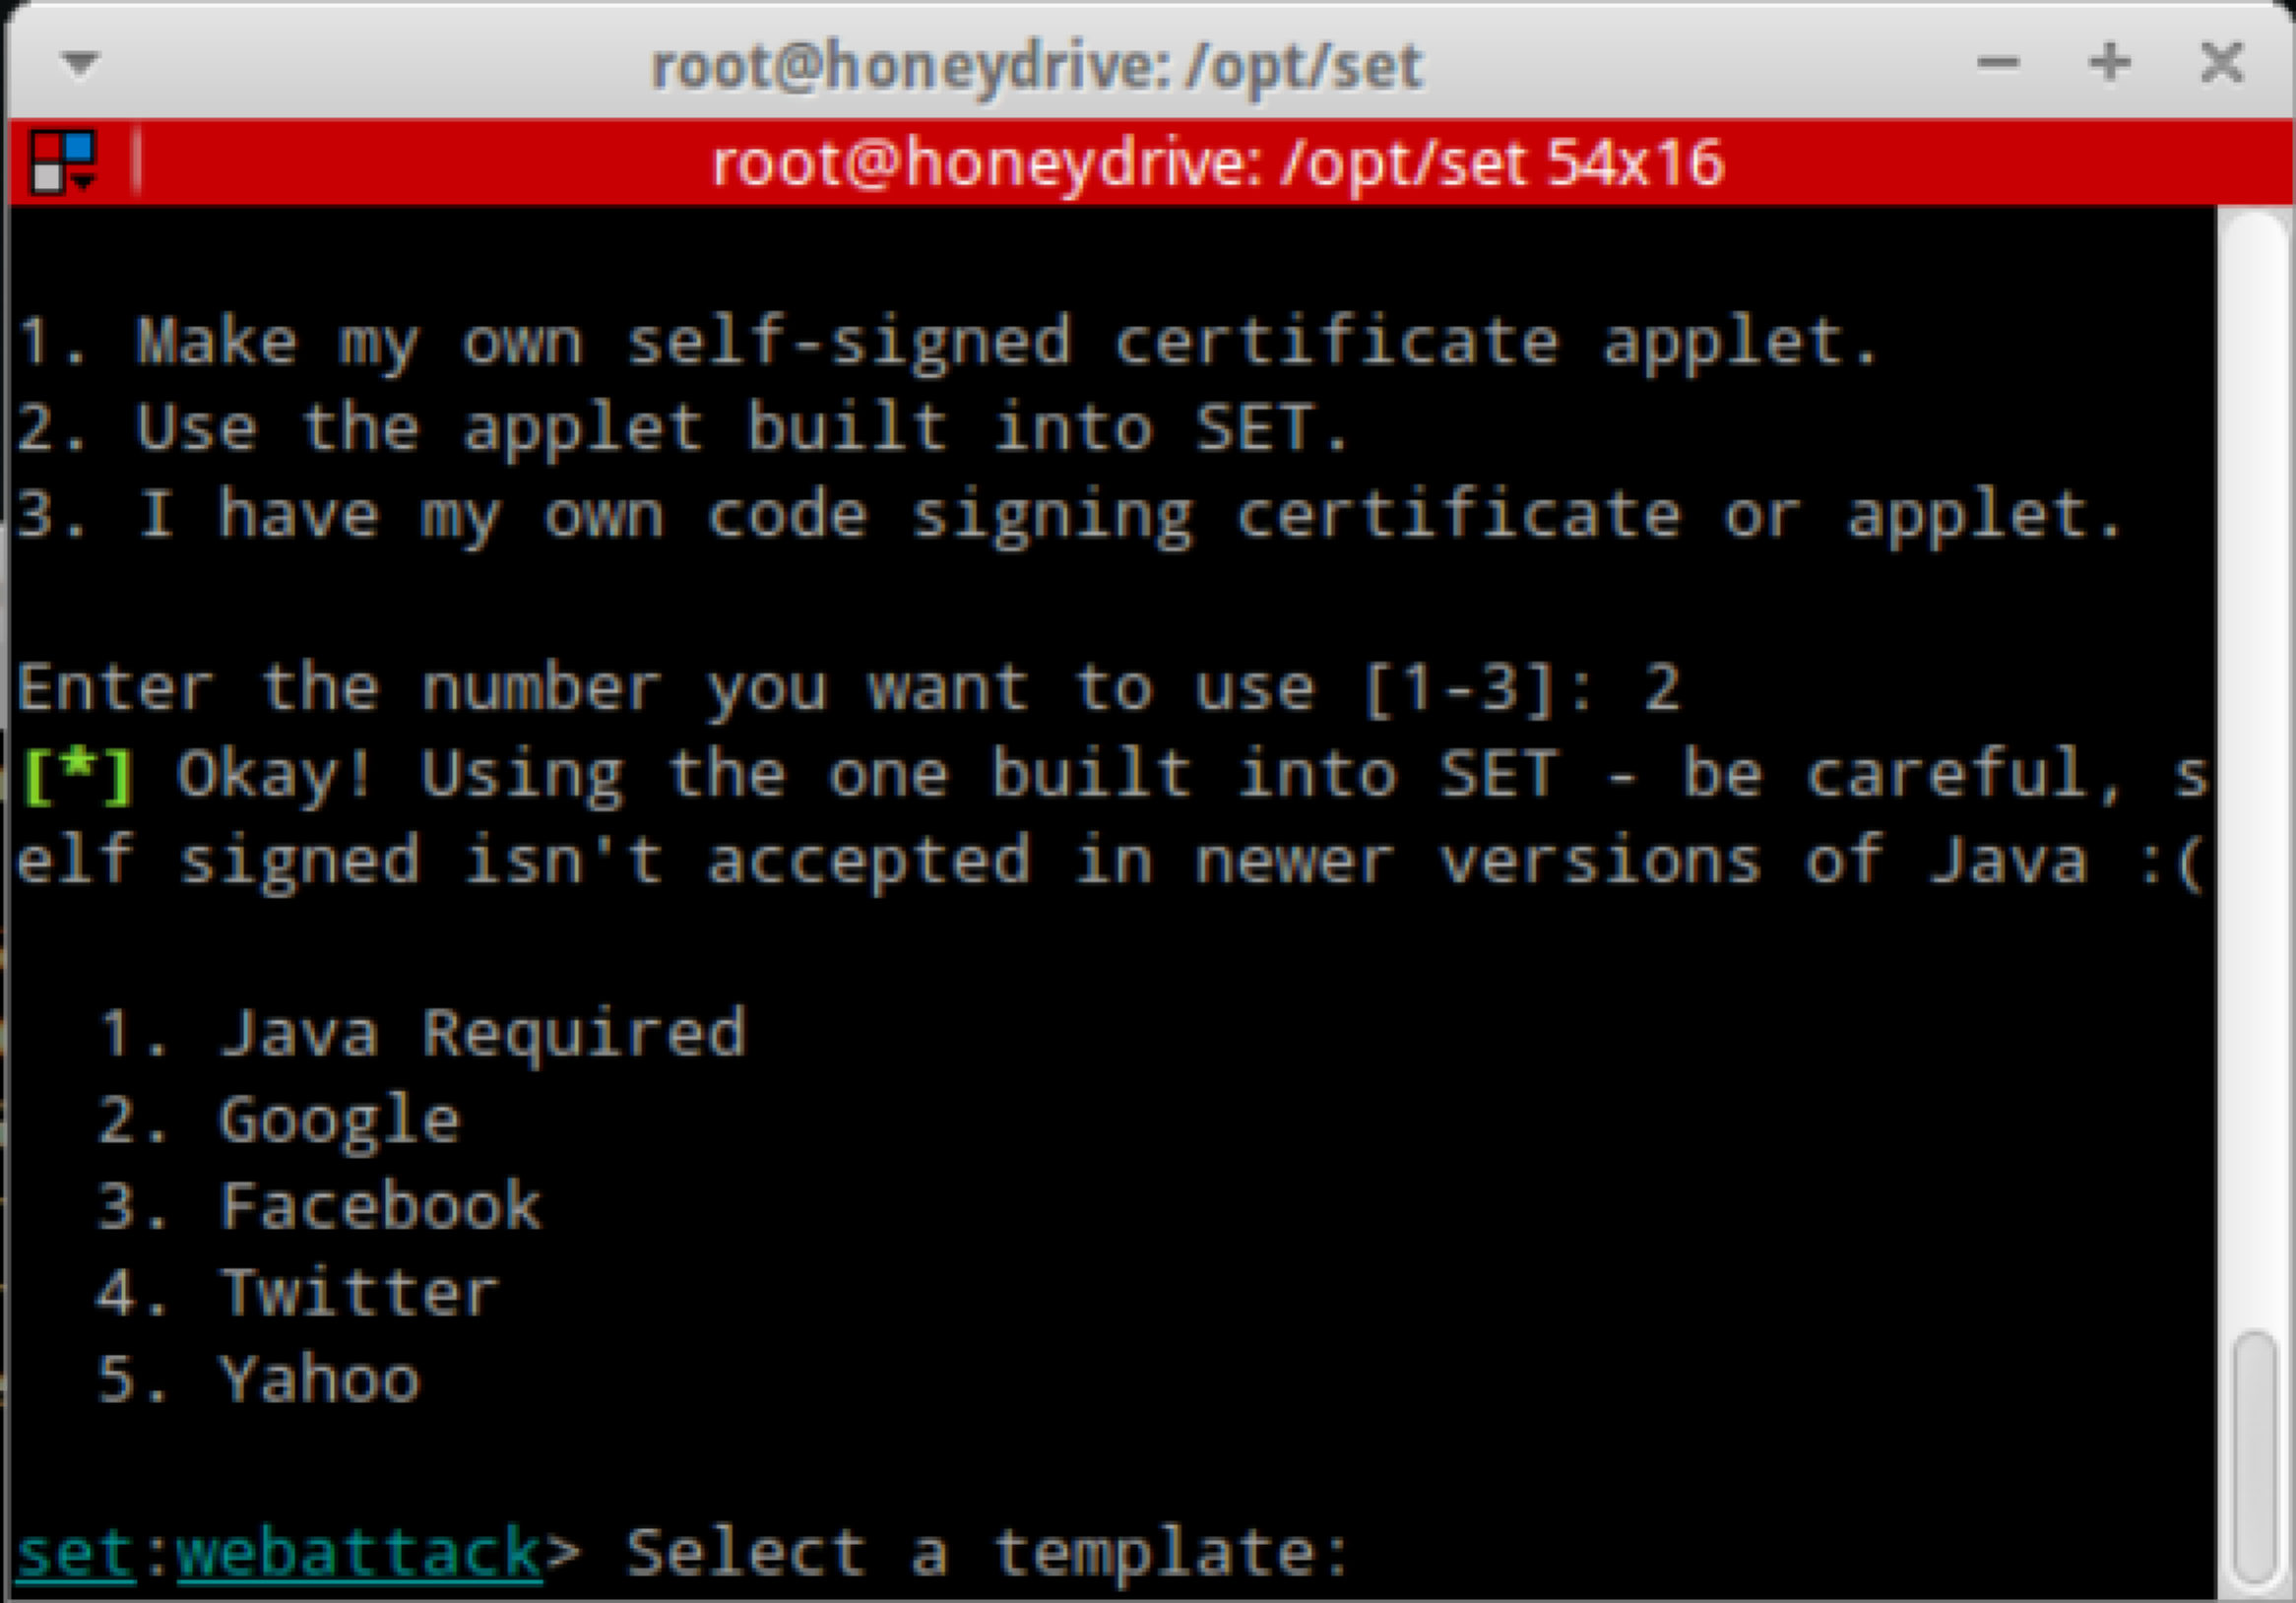 root@honeydrive: /opt/set
root@honeydrive: /opt/set 54x16
1. Make my own self-signed certificate applet.
2. Use the applet built into SET.
3. I have my own code signing certificate or applet.
Enter the number you want to use [1-3]: 2
[*] Okay! Using the one built into SET - be careful, s
elf signed isn't accepted in newer versions of Java :(
1. Java Required
2. Google
3. Facebook
4. Twitter
5. Yahoo
set:webattack> Select a template: